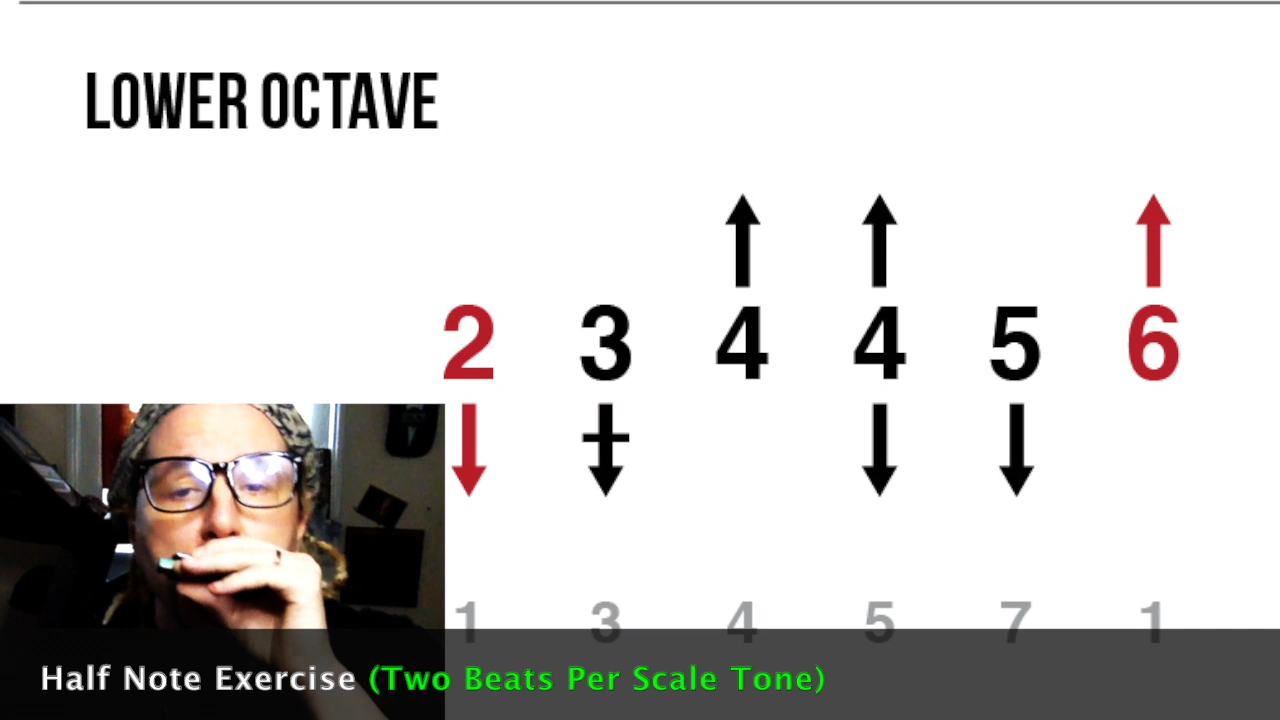 LOWER OCTAVE
2 3 4 4 5 6
1 3 4 5 7 1
Half Note Exercise (Two Beats Per Scale Tone)